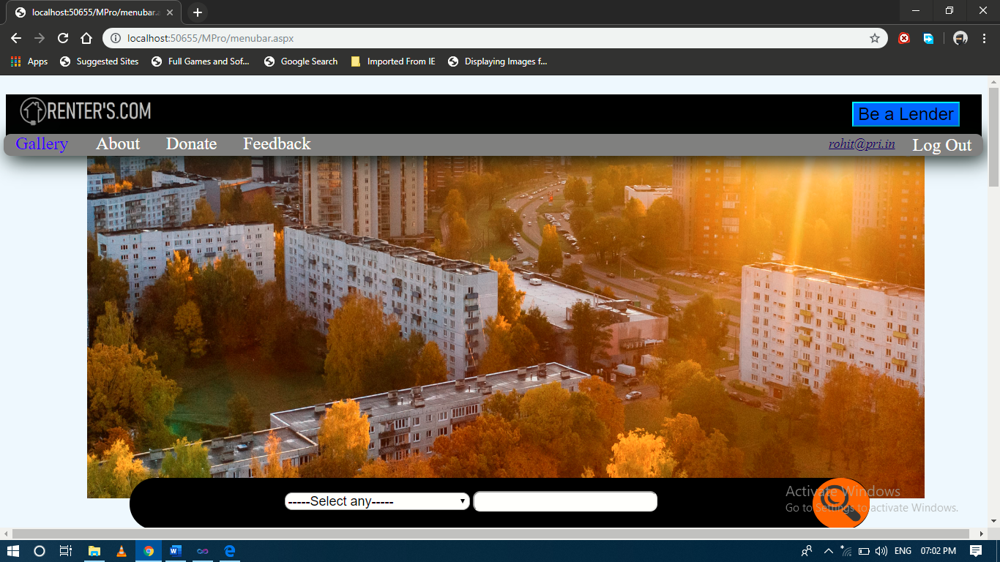 localhost:50655/MPro/menubar.a
localhost:50655/MPro/menubar.aspx
Apps Suggested Sites Full Games and Sof... Google Search Imported From IE Displaying Images f...
RENTER'S.COM
Be a Lender
Gallery About Donate Feedback rohit@pri.in Log Out
-----Select any-----
Activate Windows
Go to Settings to activate Windows.
ENG 07:02 PM